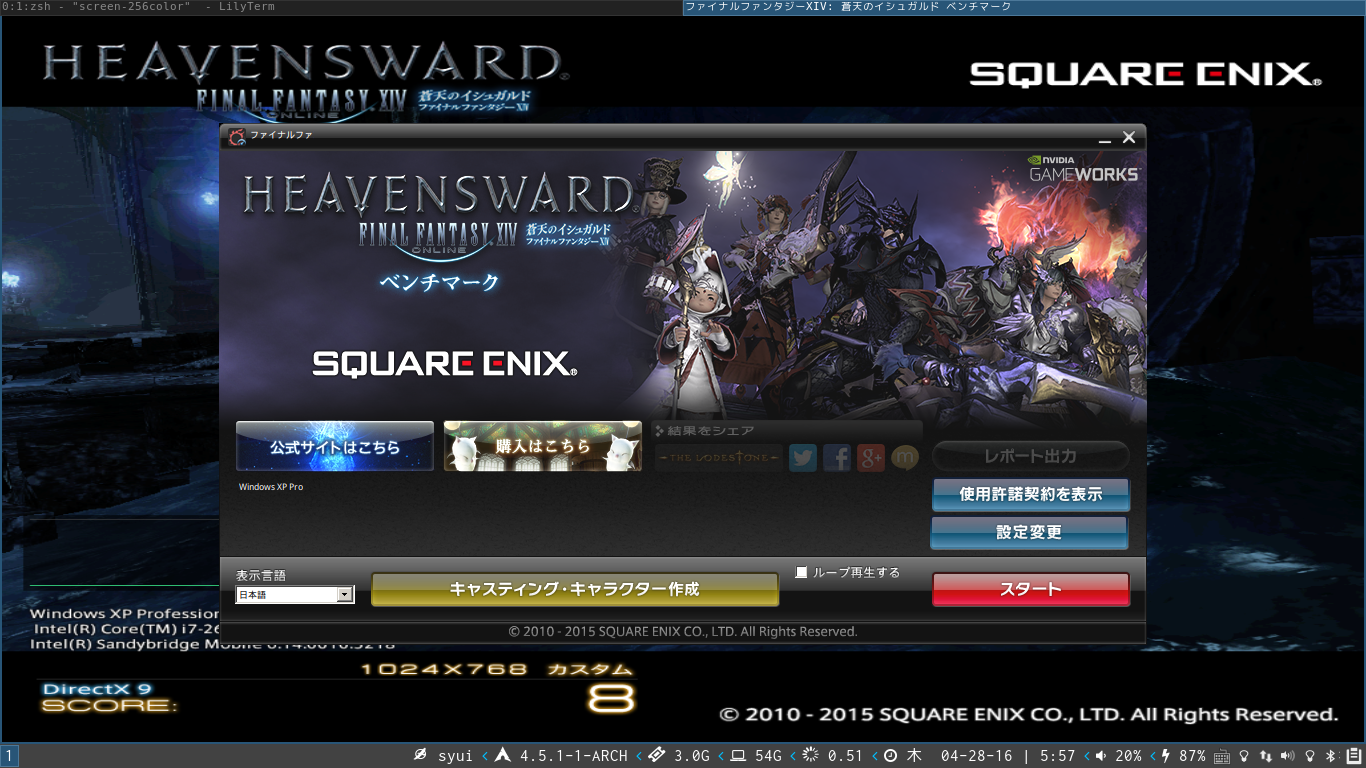 0:1:zsh - "screen-256color"  - LilyTerm
ファイナルファンタジーXIV: 蒼天のイシュガルド ベンチマーク
HEAVENSWARD®
FINAL FANTASY XIV 蒼天のイシュガルド
ONLINE ファイナルファンタジーXIV
SQUARE ENIX®
ファイナルファ
NVIDIA
GAMEWORKS
HEAVENSWARD®
FINAL FANTASY XIV 蒼天のイシュガルド
ONLINE ファイナルファンタジーXIV
ベンチマーク
SQUARE ENIX®
公式サイトはこちら
購入はこちら
結果をシェア
THE LODESTONE
g+
m
レポート出力
Windows XP Pro
使用許諾契約を表示
設定変更
表示言語
日本語
キャスティング・キャラクター作成
ループ再生する
スタート
© 2010 - 2015 SQUARE ENIX CO., LTD. All Rights Reserved.
Windows XP Profession
Intel(R) Core(TM) i7-26
Intel(R) Sandybridge Mobile
1024X768 カスタム
DirectX 9
SCORE: 8
© 2010 - 2015 SQUARE ENIX CO., LTD. All Rights Reserved.
1
syui 4.5.1-1-ARCH 3.0G 54G 0.51 木 04-28-16 | 5:57 20% 87%